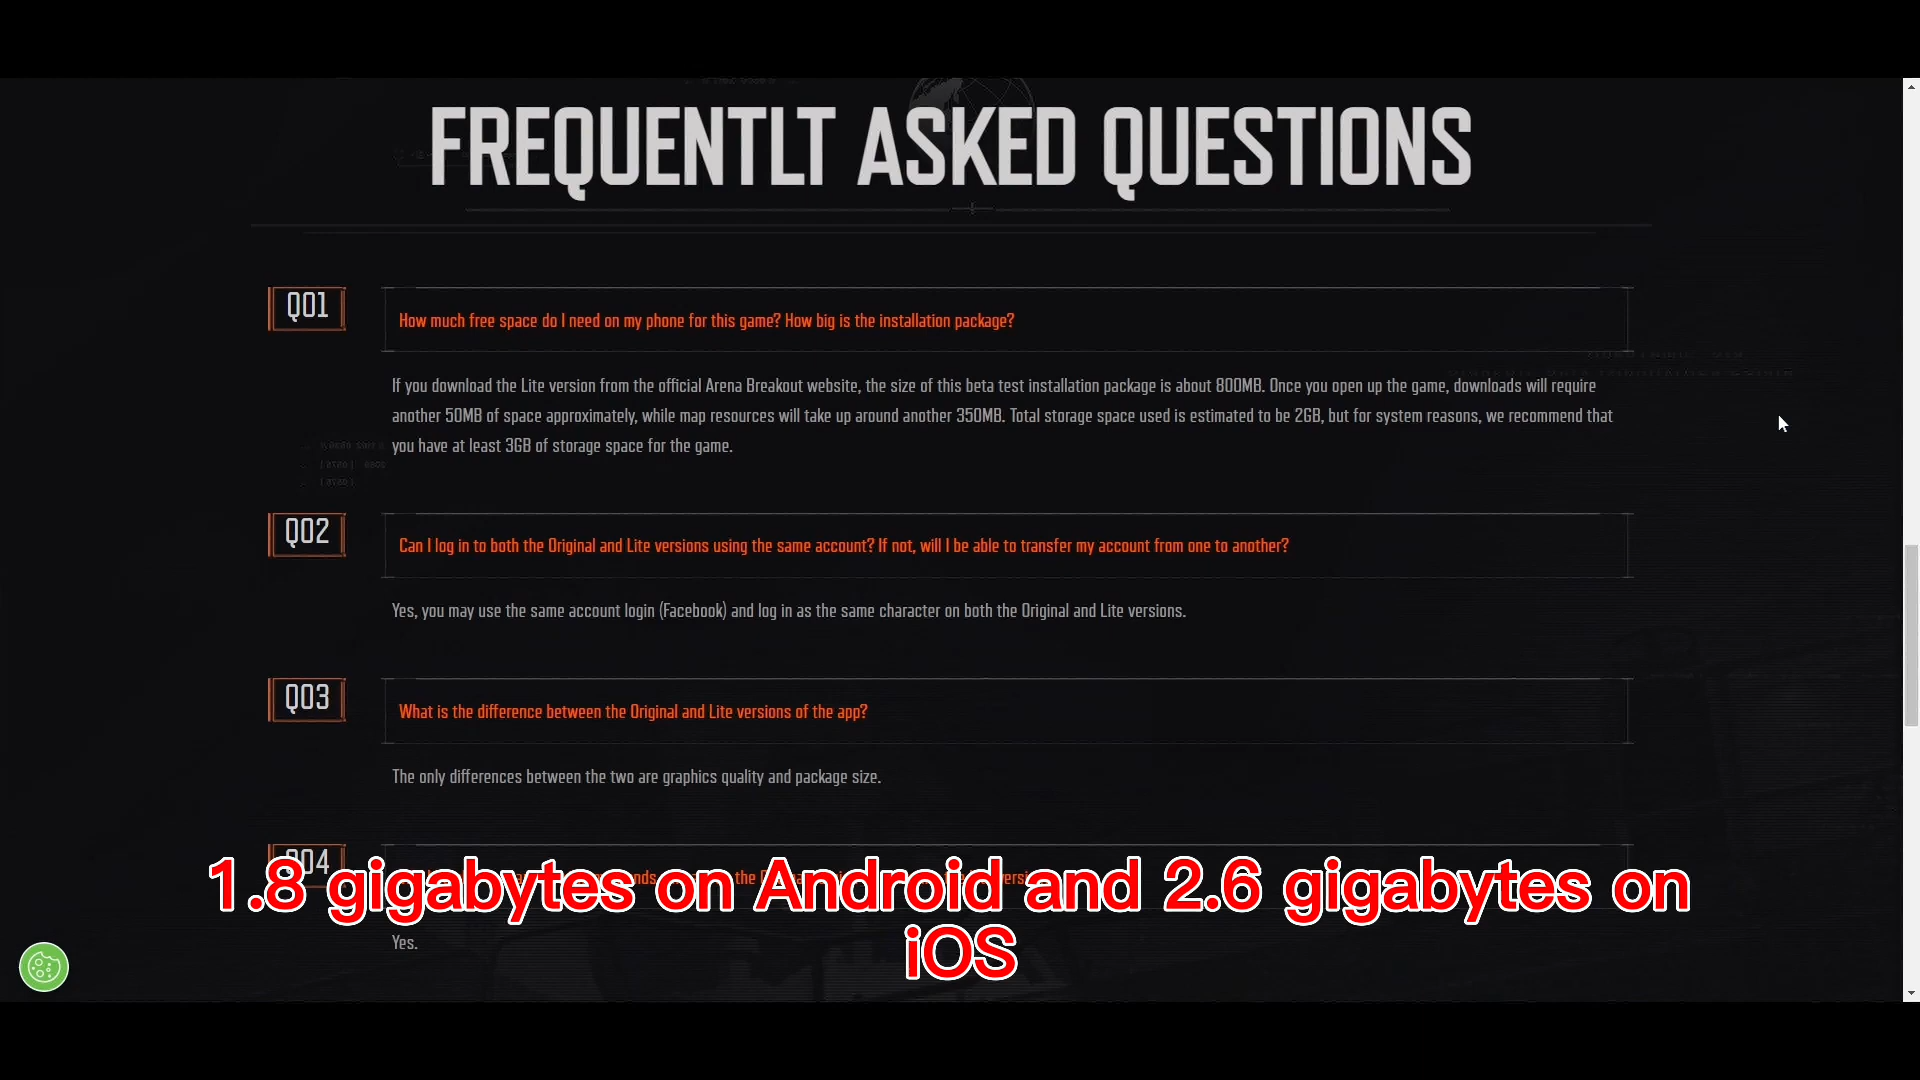 FREQUENTLT ASKED QUESTIONS
Q01
How much free space do I need on my phone for this game? How big is the installation package?
If you download the Lite version from the official Arena Breakout website, the size of this beta test installation package is about 800MB. Once you open up the game, downloads will require
another 50MB of space approximately, while map resources will take up around another 350MB. Total storage space used is estimated to be 2GB, but for system reasons, we recommend that
you have at least 3GB of storage space for the game.
Q02
Can I log in to both the Original and Lite versions using the same account? If not, will I be able to transfer my account from one to another?
Yes, you may use the same account login (Facebook) and log in as the same character on both the Original and Lite versions.
Q03
What is the difference between the Original and Lite versions of the app?
The only differences between the two are graphics quality and package size.
Q04
1.8 gigabytes on Android and 2.6 gigabytes on
iOS
Yes.